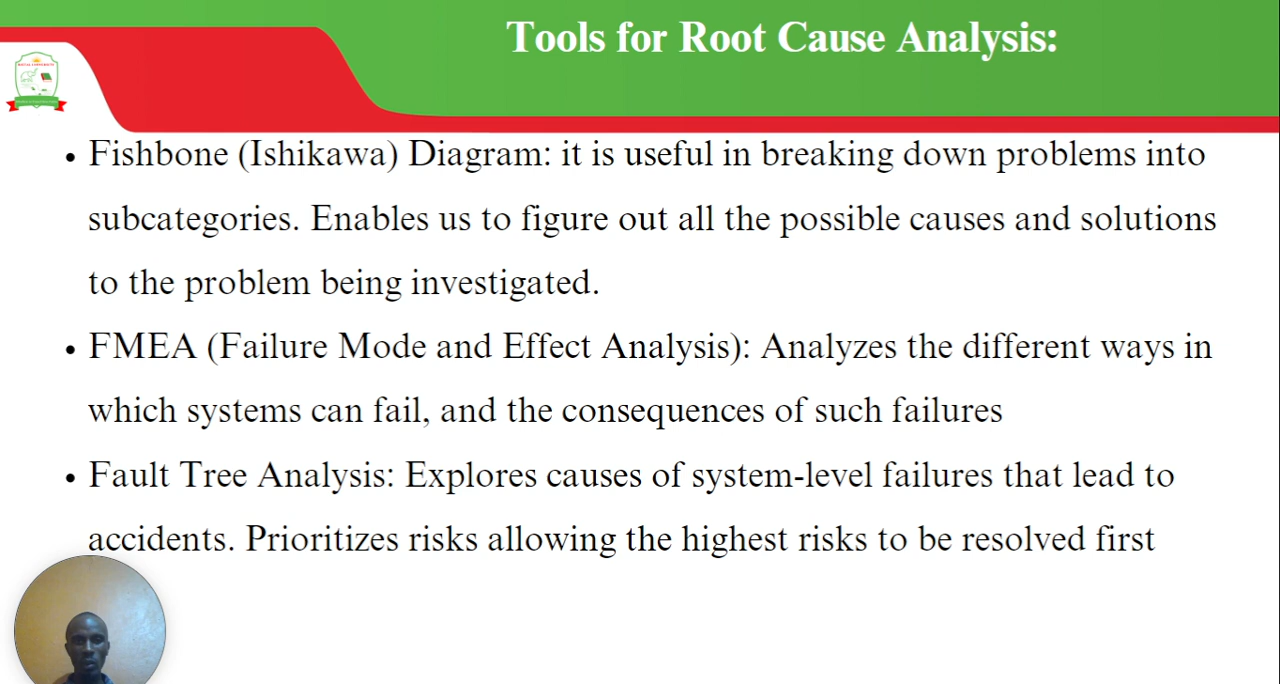 Tools for Root Cause Analysis:
• Fishbone (Ishikawa) Diagram: it is useful in breaking down problems into
subcategories. Enables us to figure out all the possible causes and solutions
to the problem being investigated.
• FMEA (Failure Mode and Effect Analysis): Analyzes the different ways in
which systems can fail, and the consequences of such failures
• Fault Tree Analysis: Explores causes of system-level failures that lead to
accidents. Prioritizes risks allowing the highest risks to be resolved first